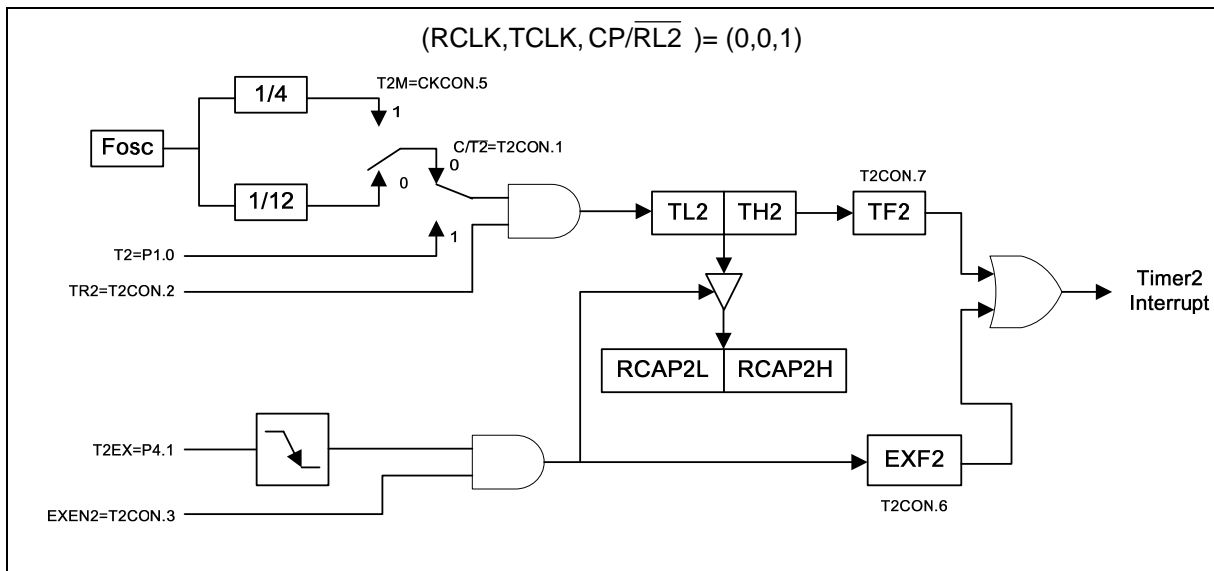 (RCLK,TCLK, CP/RL2 )= (0,0,1)
T2M=CKCON.5
1/4
1
Fosc
C/T2=T2CON.1
0
0
1/12
T2CON.7
TL2
TH2
TF2
1
T2=P1.0
TR2=T2CON.2
Timer2
Interrupt
RCAP2L
RCAP2H
T2EX=P4.1
EXF2
T2CON.6
EXEN2=T2CON.3